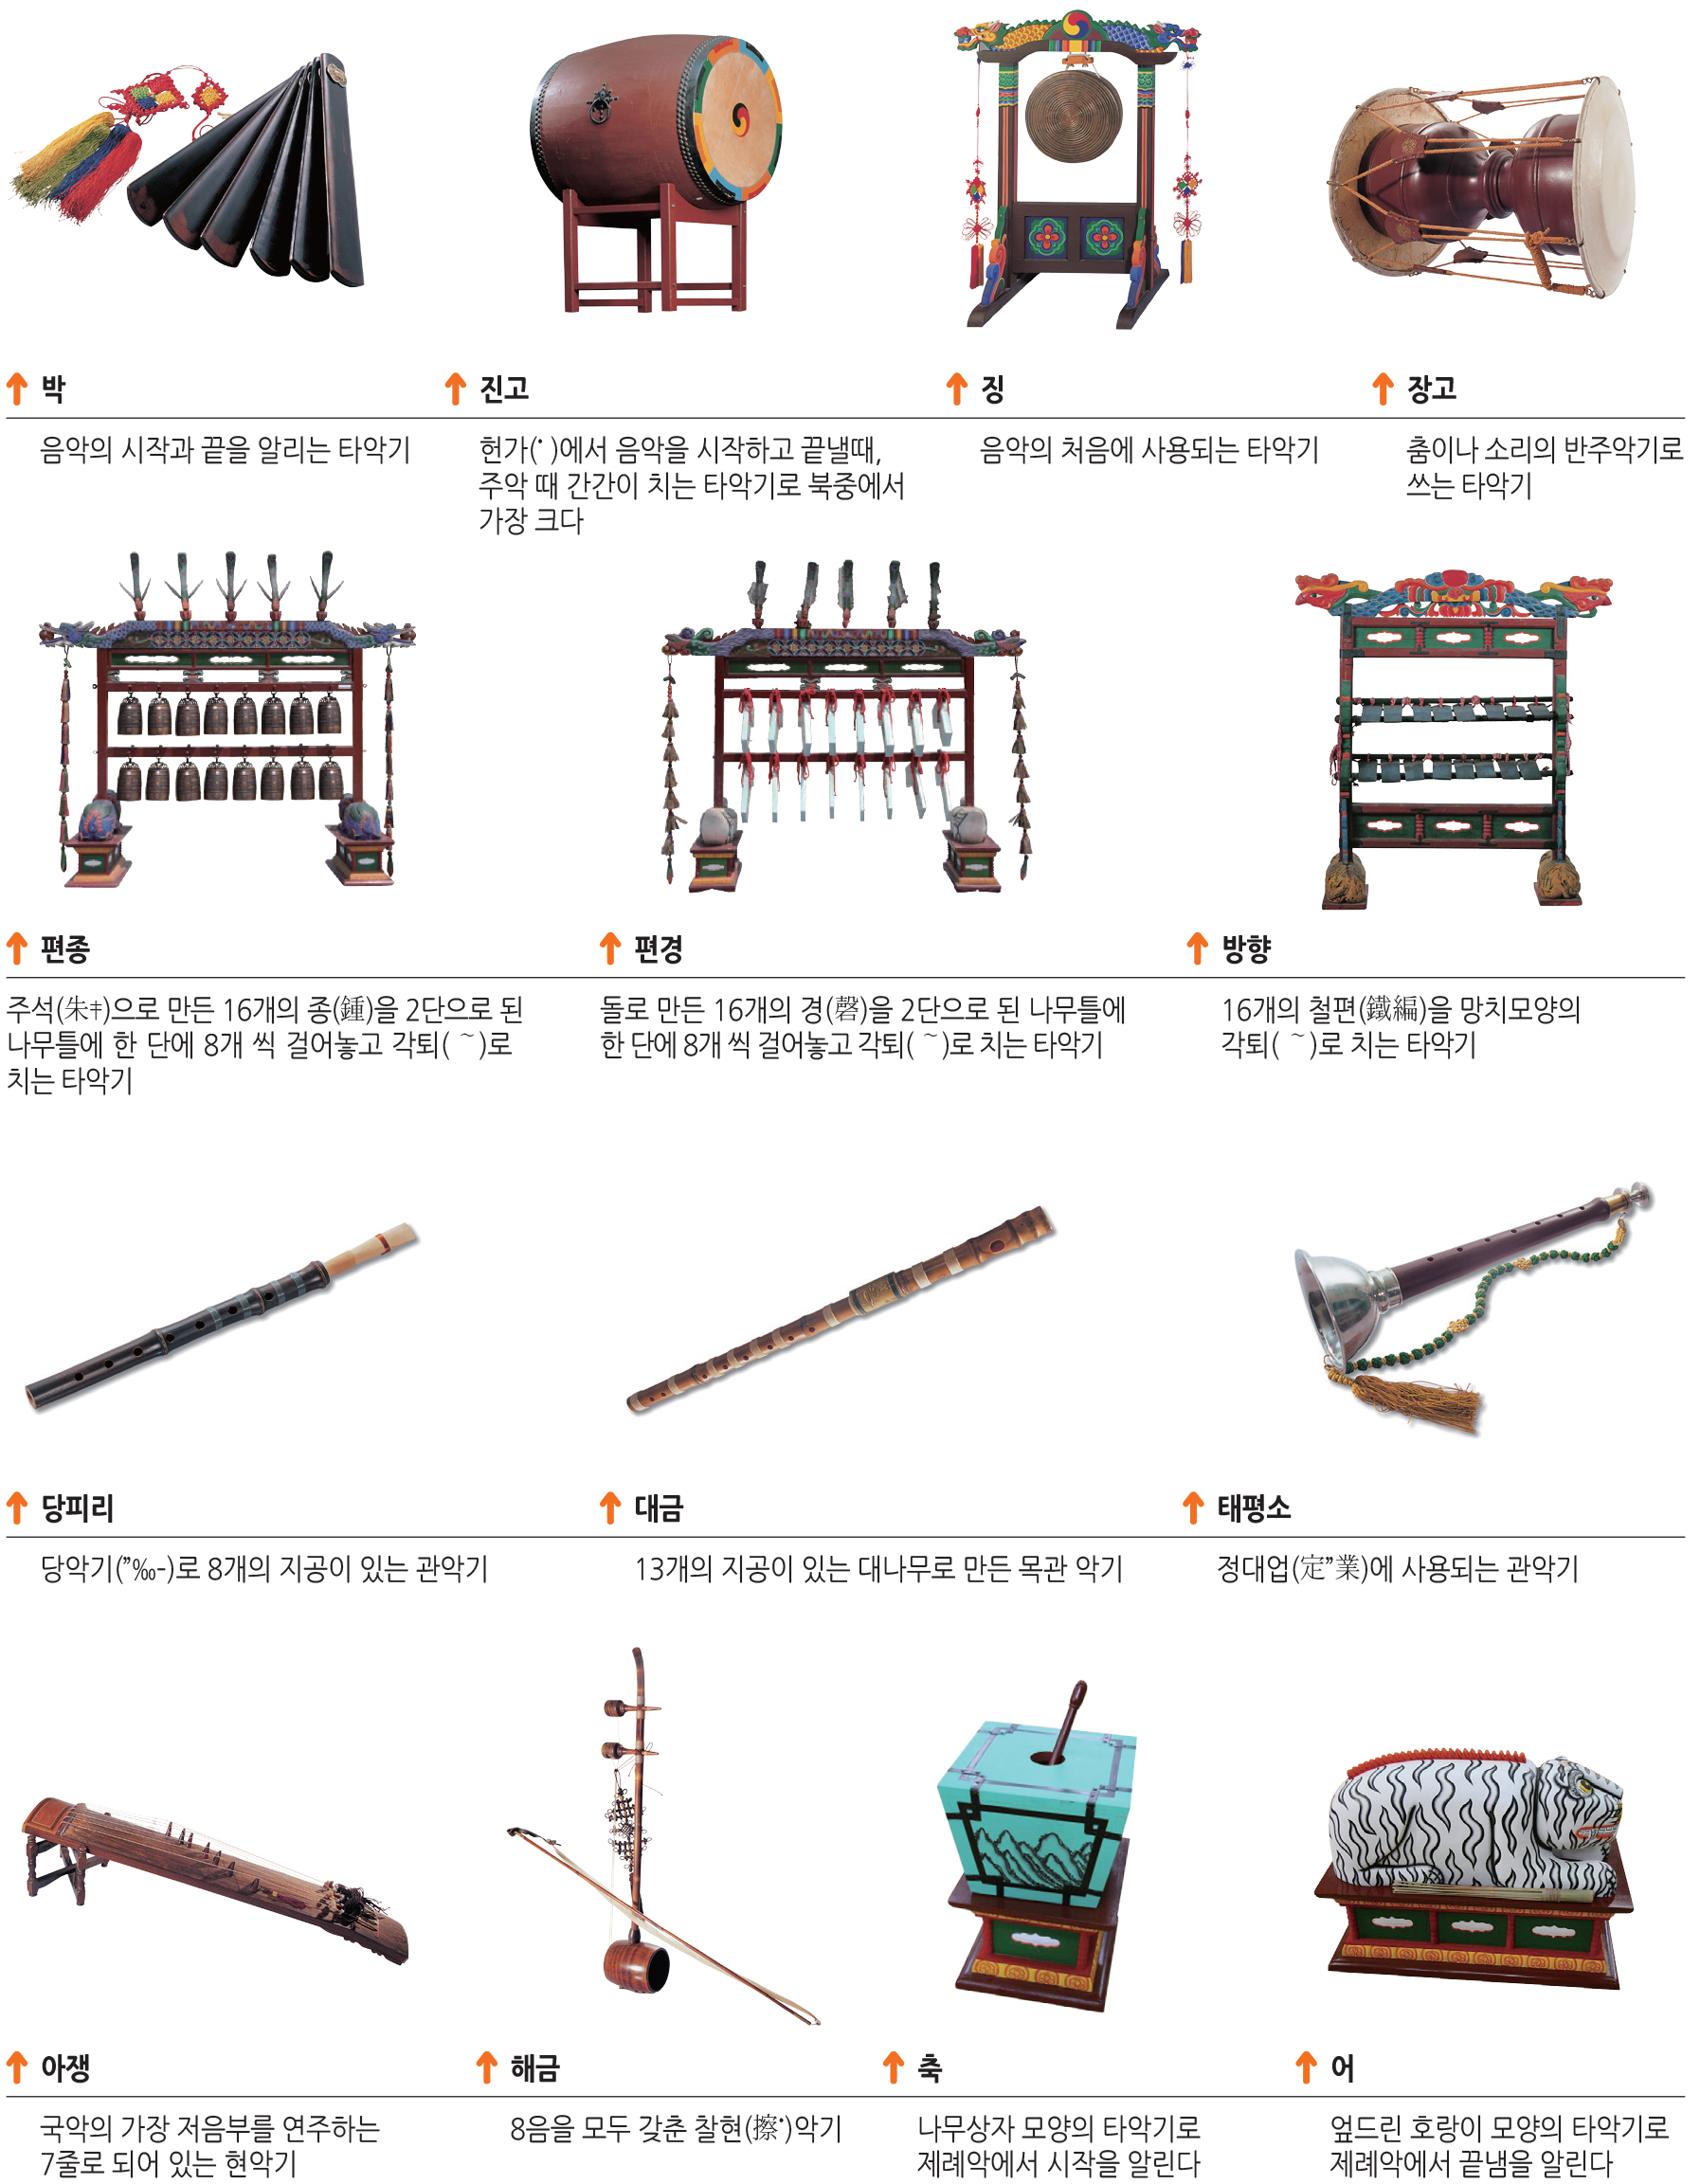 박
음악의 시작과 끝을 알리는 타악기
진고
헌가(• )에서 음악을 시작하고 끝낼때,
주악 때 간간이 치는 타악기로 북중에서
가장 크다
징
음악의 처음에 사용되는 타악기
장고
춤이나 소리의 반주악기로
쓰는 타악기
편종
주석(朱‡)으로 만든 16개의 종(鍾)을 2단으로 된
나무틀에 한 단에 8개 씩 걸어놓고 각퇴( ~)로
치는 타악기
편경
돌로 만든 16개의 경(磬)을 2단으로 된 나무틀에
한 단에 8개 씩 걸어놓고 각퇴( ~)로 치는 타악기
방향
16개의 철편(鐵編)을 망치모양의
각퇴( ~)로 치는 타악기
당피리
당악기(”‰-)로 8개의 지공이 있는 관악기
대금
13개의 지공이 있는 대나무로 만든 목관 악기
태평소
정대업(定”業)에 사용되는 관악기
아쟁
국악의 가장 저음부를 연주하는
7줄로 되어 있는 현악기
해금
8음을 모두 갖춘 찰현(擦•)악기
축
나무상자 모양의 타악기로
제례악에서 시작을 알린다
어
엎드린 호랑이 모양의 타악기로
제례악에서 끝냄을 알린다